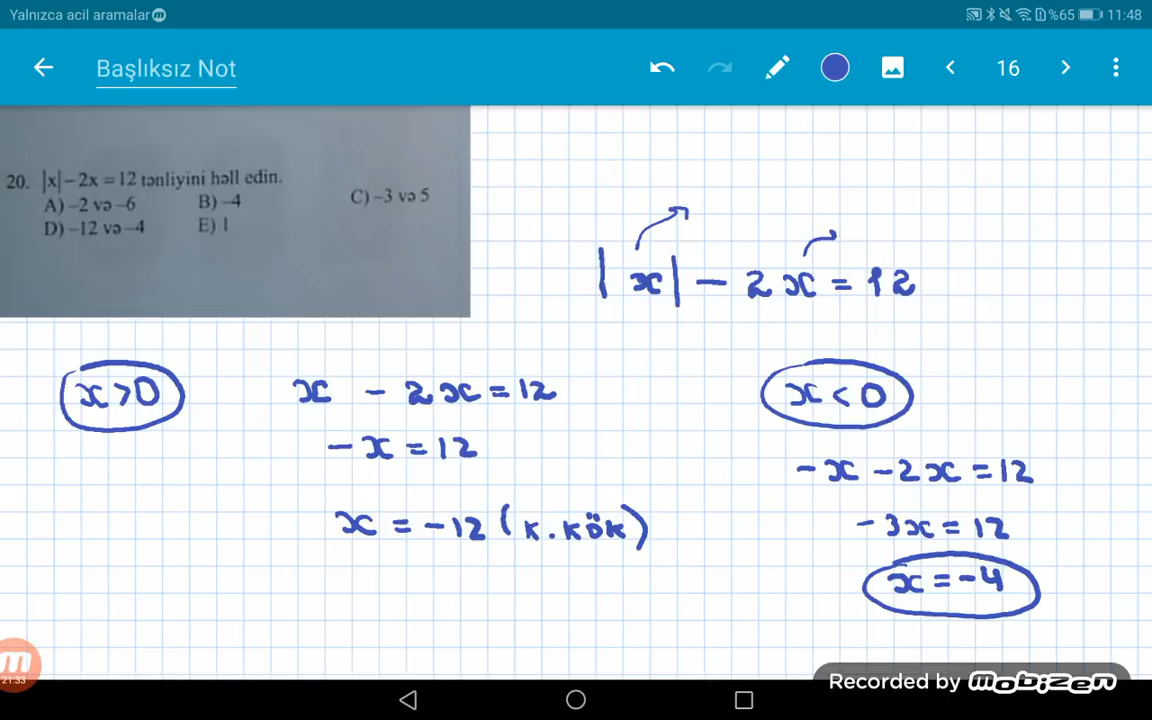 Yalnızca acil aramalar
%65 11:48
Başlıksız Not
16
20. |x|–2x = 12 tənliyini həll edin.
A) –2 və –6 B) –4 C) –3 və 5
D) –12 və –4 E) 1
|x| - 2x = 12
x > 0
x - 2x = 12
-x = 12
x = -12 (k.kök)
x < 0
-x - 2x = 12
-3x = 12
x = -4
21:33
Recorded by mobizen